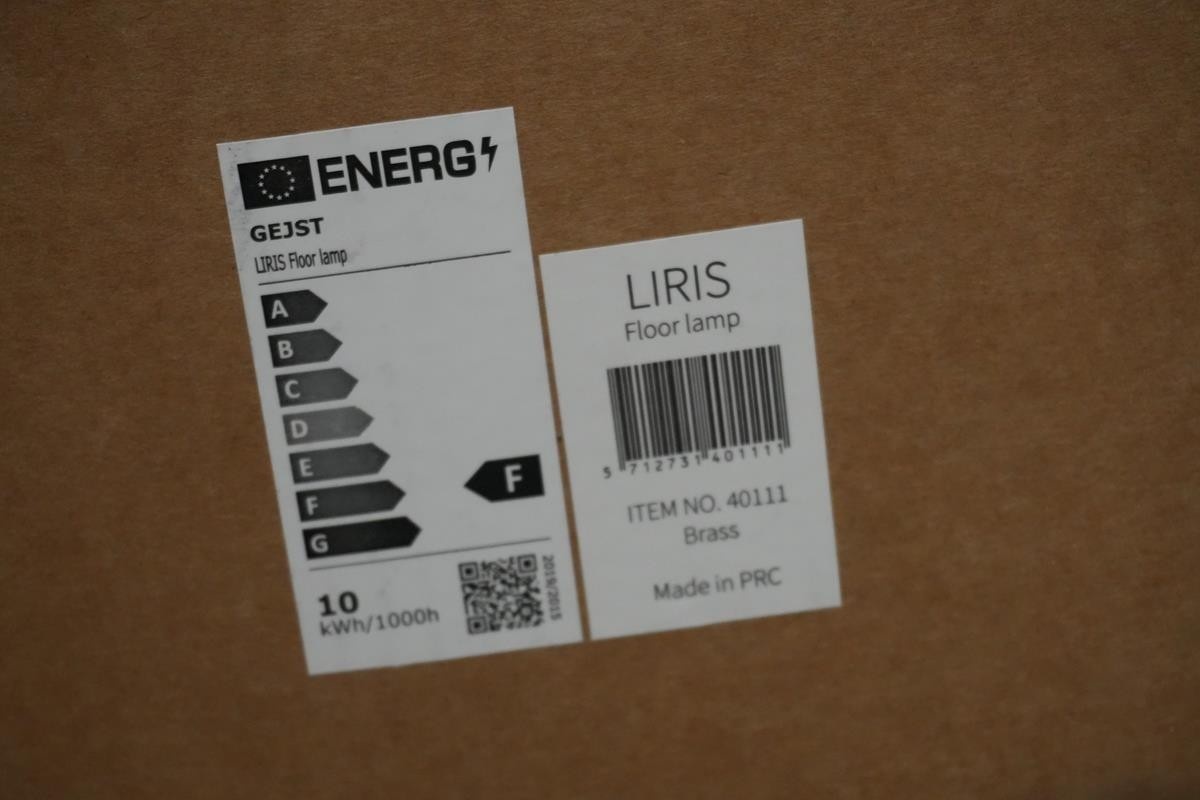 ENERG
GEJST
LIRIS Floor lamp
A
B
C
D
E
F
G
F
10
kWh/1000h
2019/2015
LIRIS
Floor lamp
5 712731 401111
ITEM NO. 40111
Brass
Made in PRC